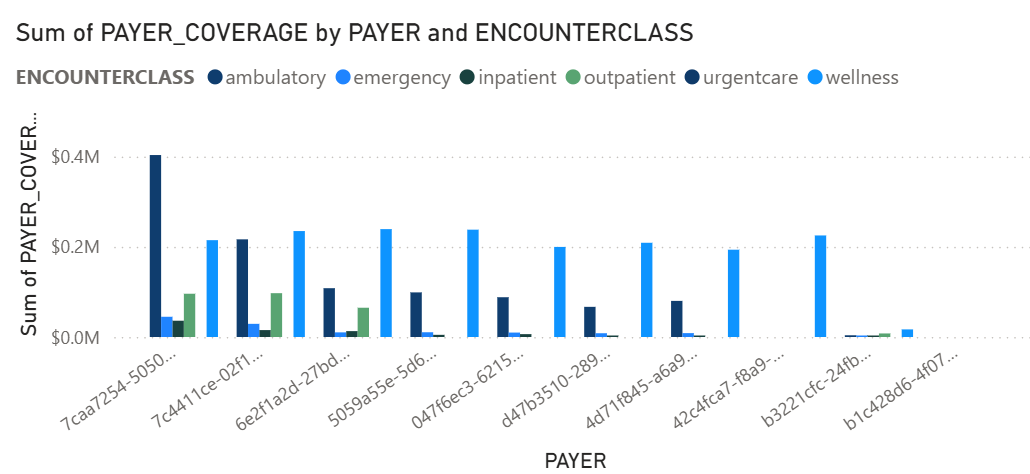 Sum of PAYER_COVERAGE by PAYER and ENCOUNTERCLASS
ENCOUNTERCLASS ambulatory emergency inpatient outpatient urgentcare wellness
Sum of PAYER_COVER...
$0.4M
$0.2M
$0.0M
7caa7254-5050...
7c4411ce-02f1...
6e2f1a2d-27bd...
5059a55e-5d6...
047f6ec3-6215...
d47b3510-289...
4d71f845-a6a9...
42c4fca7-f8a9-...
b3221cfc-24fb...
b1c428d6-4f07...
PAYER